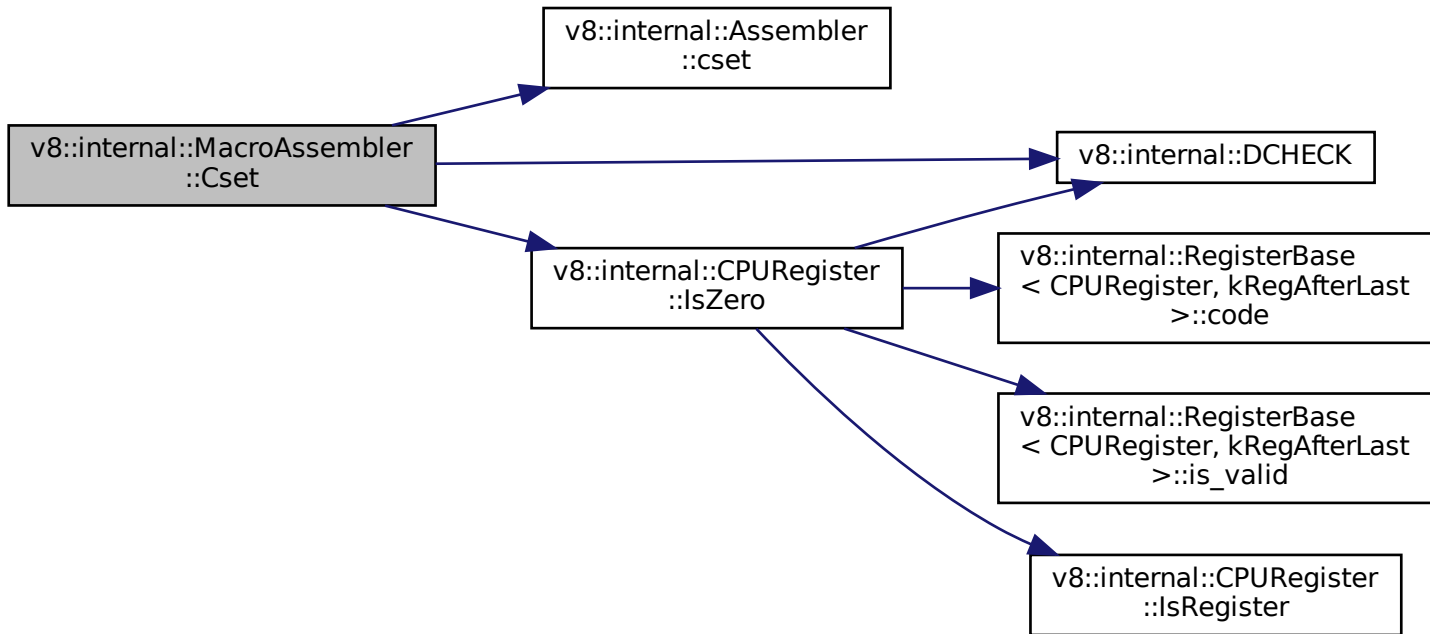 v8::internal::Assembler
::cset
v8::internal::MacroAssembler
::Cset
v8::internal::DCHECK
v8::internal::CPURegister
::IsZero
v8::internal::RegisterBase
< CPURegister, kRegAfterLast
>::code
v8::internal::RegisterBase
< CPURegister, kRegAfterLast
>::is_valid
v8::internal::CPURegister
::IsRegister